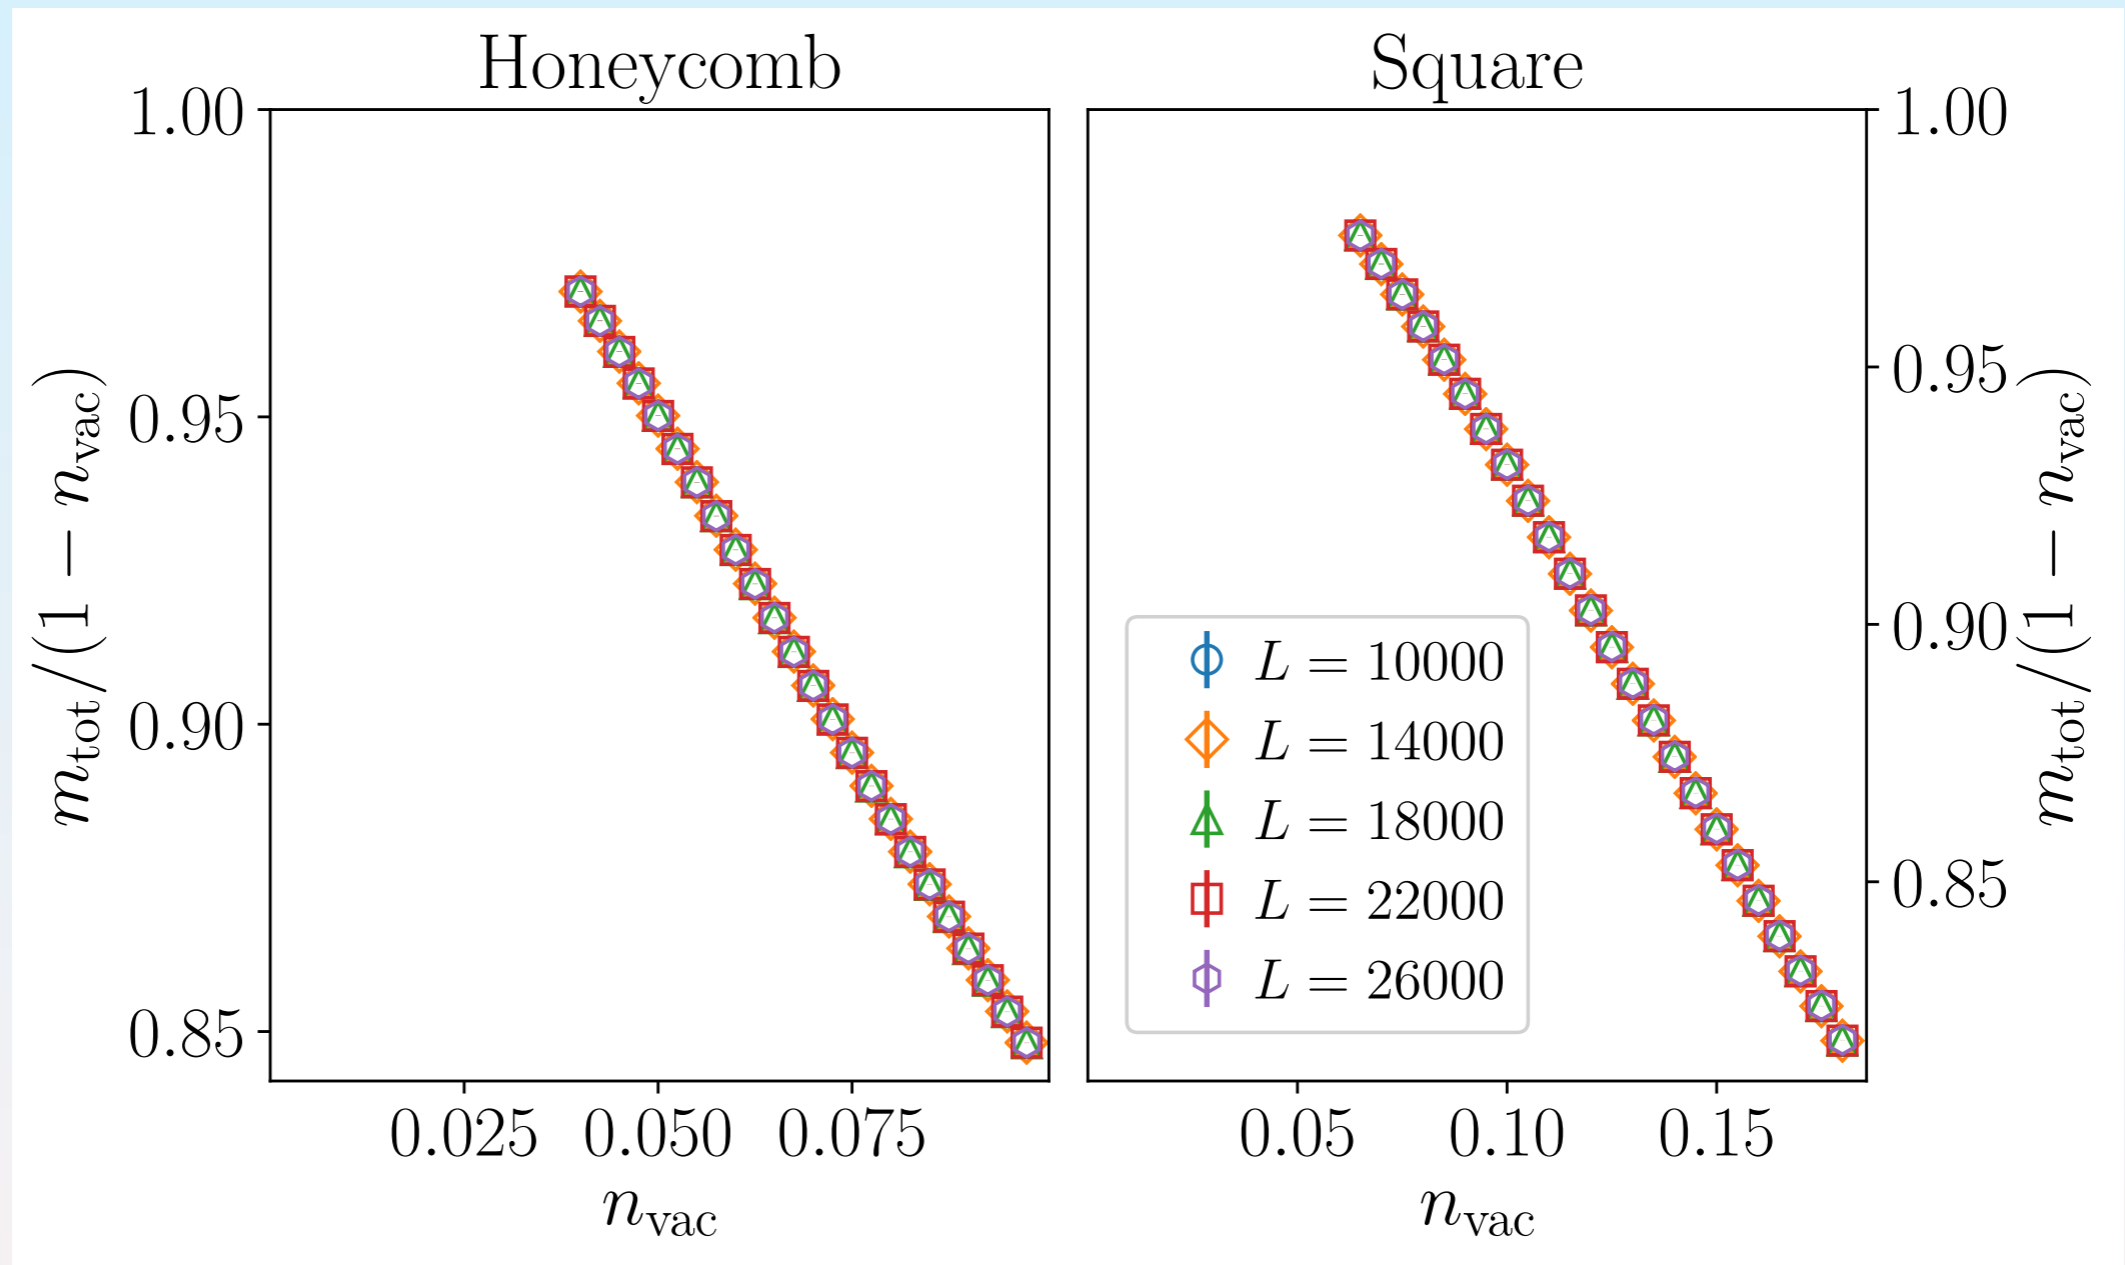 Honeycomb
Square
1.00
0.95
0.90
0.85
m_tot/(1 − n_vac)
0.025 0.050 0.075
n_vac
L = 10000
L = 14000
L = 18000
L = 22000
L = 26000
0.05 0.10 0.15
n_vac
1.00
0.95
0.90
0.85
m_tot/(1 − n_vac)